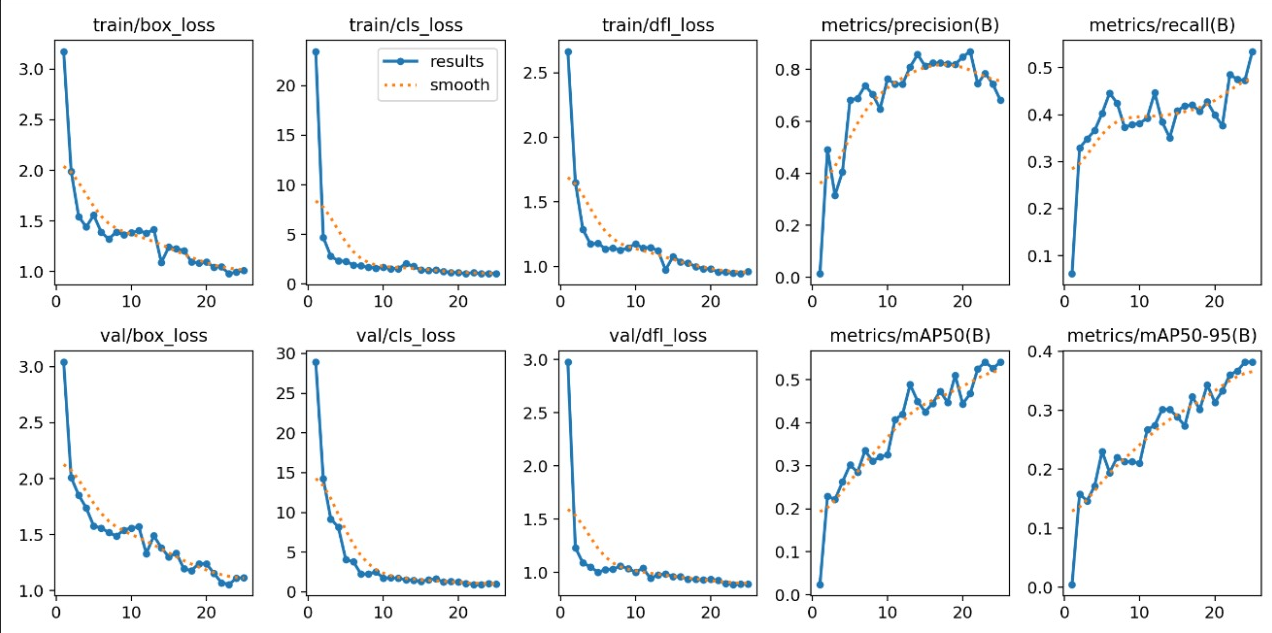 train/box_loss
train/cls_loss
train/dfl_loss
metrics/precision(B)
metrics/recall(B)
3.0
2.5
2.0
1.5
1.0
0 10 20
20
15
10
5
0
results
smooth
0 10 20
2.5
2.0
1.5
1.0
0 10 20
0.8
0.6
0.4
0.2
0.0
0 10 20
0.5
0.4
0.3
0.2
0.1
0 10 20
val/box_loss
val/cls_loss
val/dfl_loss
metrics/mAP50(B)
metrics/mAP50-95(B)
3.0
2.5
2.0
1.5
1.0
0 10 20
30
25
20
15
10
5
0
0 10 20
3.0
2.5
2.0
1.5
1.0
0 10 20
0.5
0.4
0.3
0.2
0.1
0.0
0 10 20
0.4
0.3
0.2
0.1
0.0
0 10 20